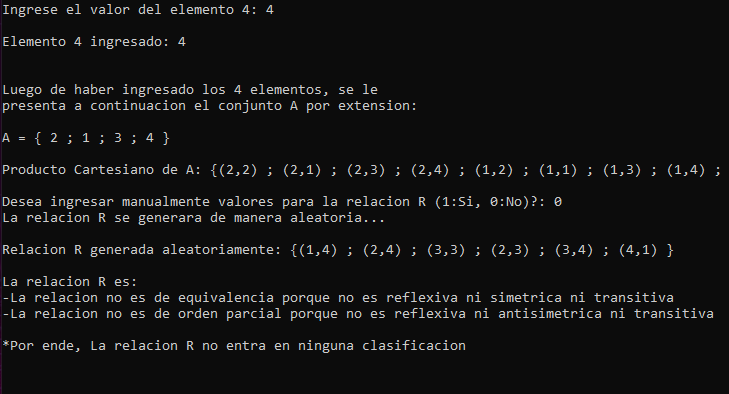 Ingrese el valor del elemento 4: 4
Elemento 4 ingresado: 4
Luego de haber ingresado los 4 elementos, se le
presenta a continuacion el conjunto A por extension:
A = { 2 ; 1 ; 3 ; 4 }
Producto Cartesiano de A: {(2,2) ; (2,1) ; (2,3) ; (2,4) ; (1,2) ; (1,1) ; (1,3) ; (1,4) ;
Desea ingresar manualmente valores para la relacion R (1:Si, 0:No)?: 0
La relacion R se generara de manera aleatoria...
Relacion R generada aleatoriamente: {(1,4) ; (2,4) ; (3,3) ; (2,3) ; (3,4) ; (4,1) }
La relacion R es:
-La relacion no es de equivalencia porque no es reflexiva ni simetrica ni transitiva
-La relacion no es de orden parcial porque no es reflexiva ni antisimetrica ni transitiva
*Por ende, La relacion R no entra en ninguna clasificacion